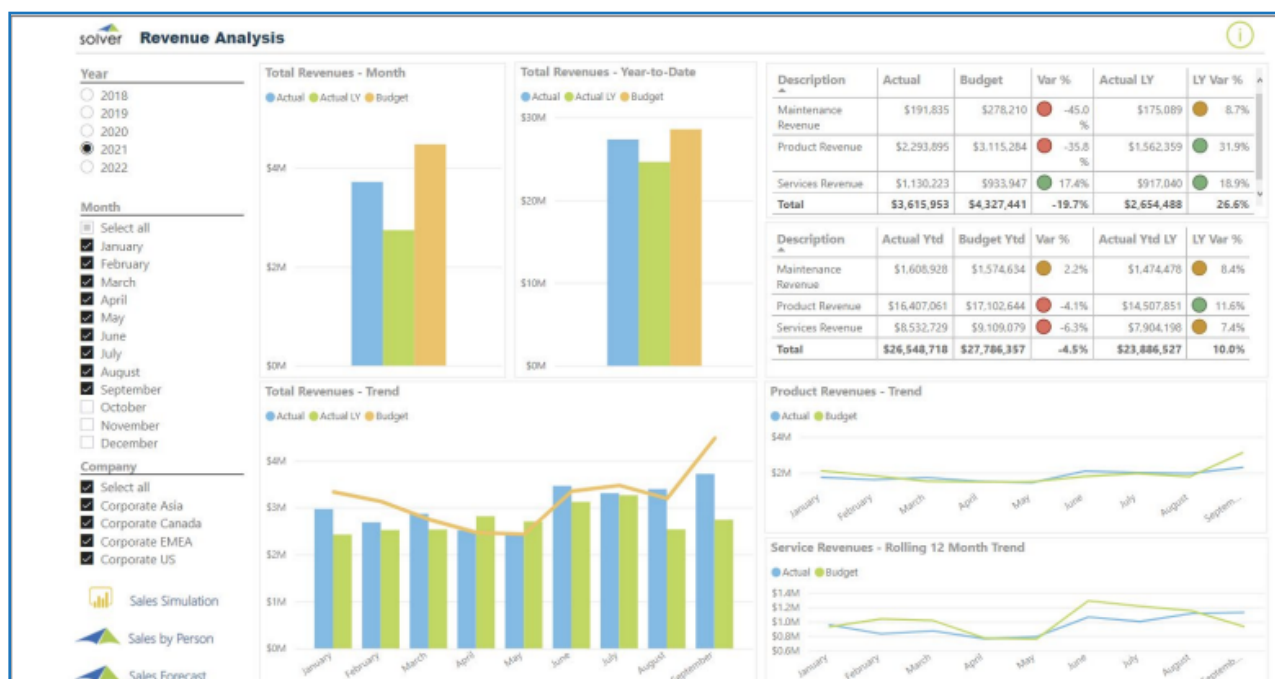 solver Revenue Analysis
i
Year
2018
2019
2020
2021
2022
Month
Select all
January
February
March
April
May
June
July
August
September
October
November
December
Company
Select all
Corporate Asia
Corporate Canada
Corporate EMEA
Corporate US
Sales Simulation
Sales by Person
Sales Forecast
Total Revenues - Month
Actual Actual LY Budget
$4M
$2M
$0M
Total Revenues - Year-to-Date
Actual Actual LY Budget
$30M
$20M
$10M
$0M
Description Actual Budget Var % Actual LY LY Var %
Maintenance $191,835 $278,210 -45.0 $175,089 8.7%
Revenue %
Product Revenue $2,293,895 $3,115,284 -35.8 $1,562,359 31.9%
%
Services Revenue $1,130,223 $933,947 17.4% $917,040 18.9%
Total $3,615,953 $4,327,441 -19.7% $2,654,488 26.6%
Description Actual Ytd Budget Ytd Var % Actual Ytd LY LY Var %
Maintenance $1,608,928 $1,574,634 2.2% $1,474,478 8.4%
Revenue
Product Revenue $16,407,061 $17,102,644 -4.1% $14,507,851 11.6%
Services Revenue $8,532,729 $9,109,079 -6.3% $7,904,198 7.4%
Total $26,548,718 $27,786,357 -4.5% $23,886,527 10.0%
Total Revenues - Trend
Actual Actual LY Budget
$4M
$3M
$2M
$1M
$0M
January February March April May June July August September
Product Revenues - Trend
Actual Budget
$4M
$2M
January February March April May June July August Septem...
Service Revenues - Rolling 12 Month Trend
Actual Budget
$1.4M
$1.2M
$1.0M
$0.8M
$0.6M
January February March April May June July August Septemb...